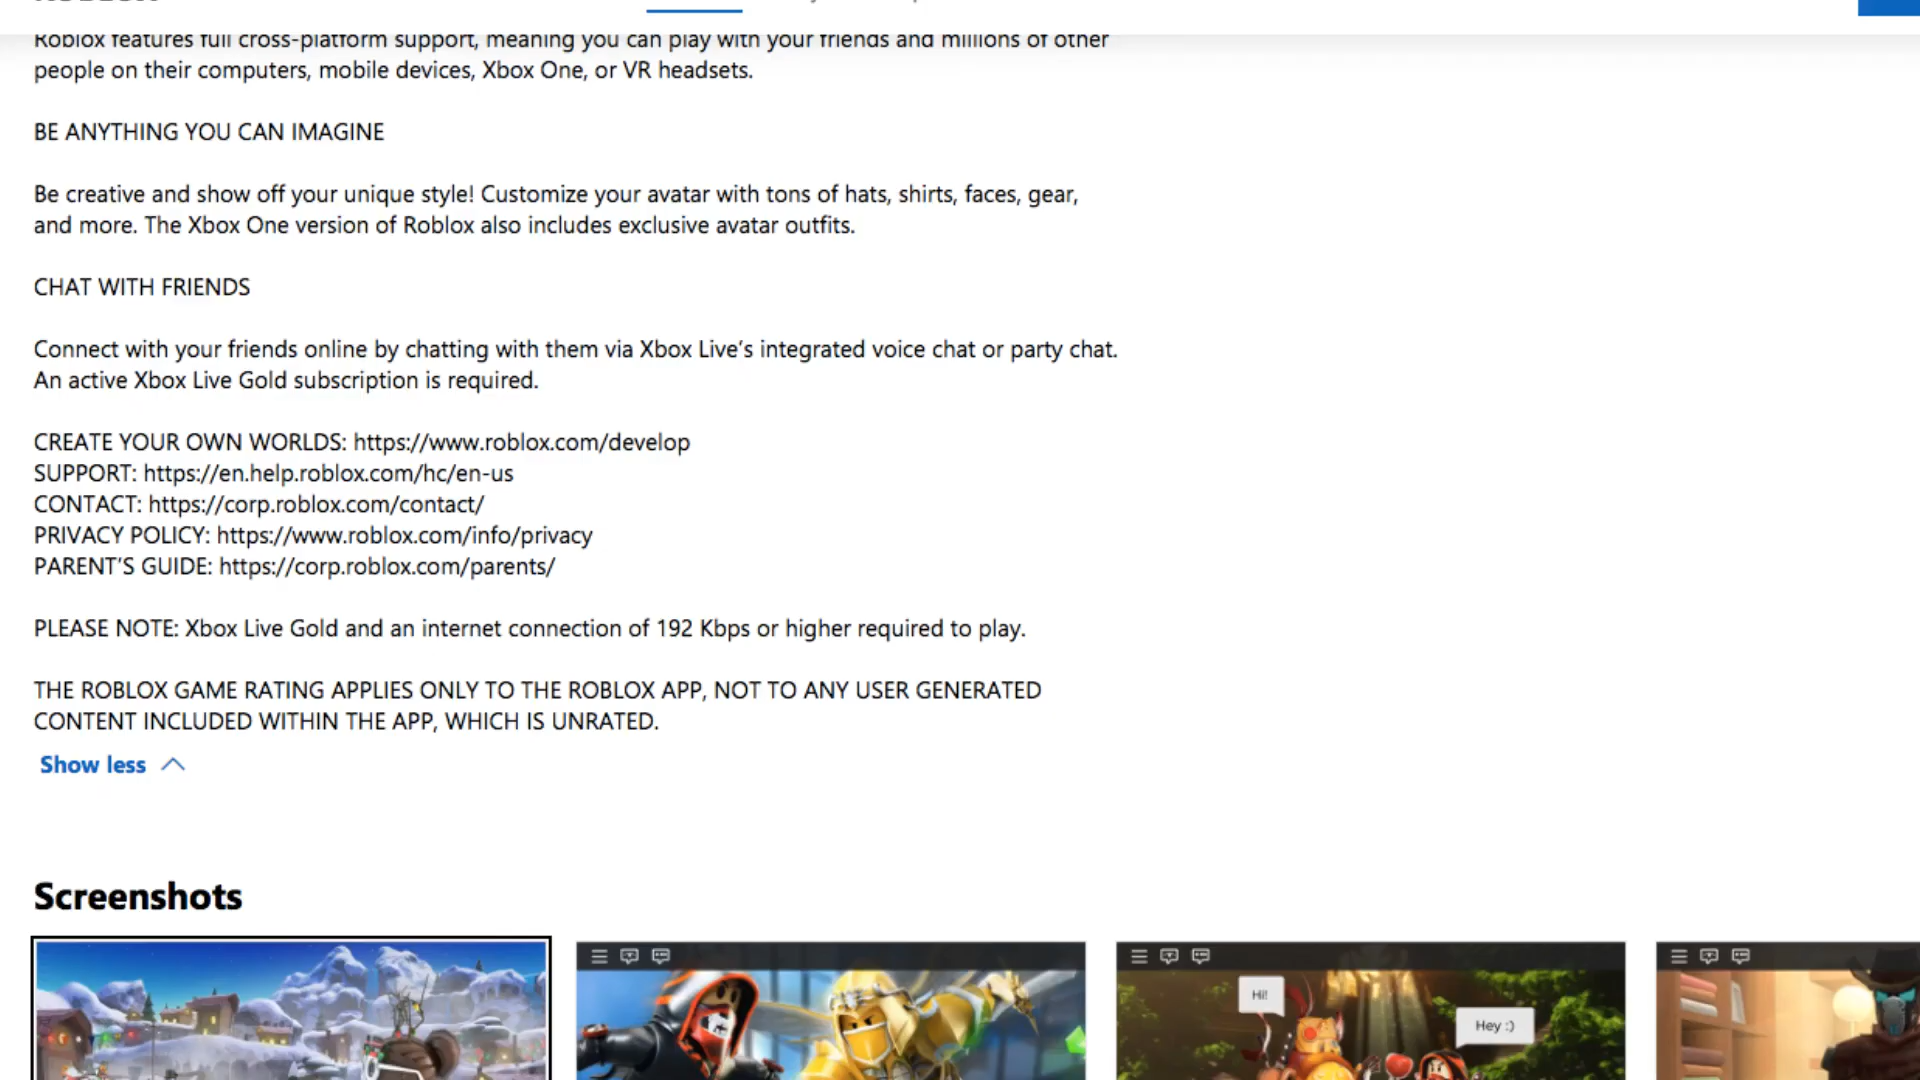 Roblox features full cross-platform support, meaning you can play with your friends and millions of other
people on their computers, mobile devices, Xbox One, or VR headsets.
BE ANYTHING YOU CAN IMAGINE
Be creative and show off your unique style! Customize your avatar with tons of hats, shirts, faces, gear,
and more. The Xbox One version of Roblox also includes exclusive avatar outfits.
CHAT WITH FRIENDS
Connect with your friends online by chatting with them via Xbox Live’s integrated voice chat or party chat.
An active Xbox Live Gold subscription is required.
CREATE YOUR OWN WORLDS: https://www.roblox.com/develop
SUPPORT: https://en.help.roblox.com/hc/en-us
CONTACT: https://corp.roblox.com/contact/
PRIVACY POLICY: https://www.roblox.com/info/privacy
PARENT’S GUIDE: https://corp.roblox.com/parents/
PLEASE NOTE: Xbox Live Gold and an internet connection of 192 Kbps or higher required to play.
THE ROBLOX GAME RATING APPLIES ONLY TO THE ROBLOX APP, NOT TO ANY USER GENERATED
CONTENT INCLUDED WITHIN THE APP, WHICH IS UNRATED.
Show less
Screenshots
Hi!
Hey :)